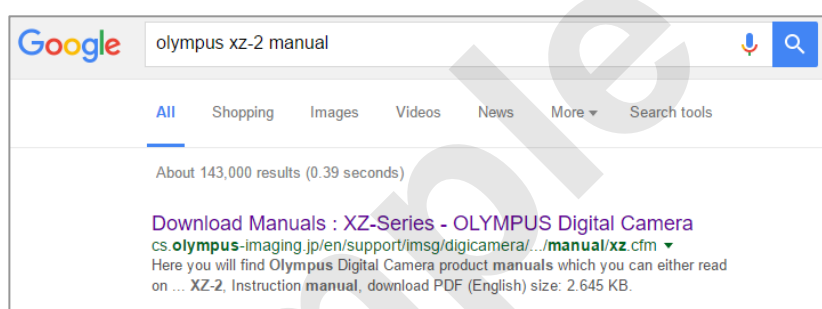 Google olympus xz-2 manual
All Shopping Images Videos News More Search tools
About 143,000 results (0.39 seconds)
Download Manuals : XZ-Series - OLYMPUS Digital Camera
cs.olympus-imaging.jp/en/support/imsg/digicamera/.../manual/xz.cfm
Here you will find Olympus Digital Camera product manuals which you can either read
on ... XZ-2, Instruction manual, download PDF (English) size: 2.645 KB.